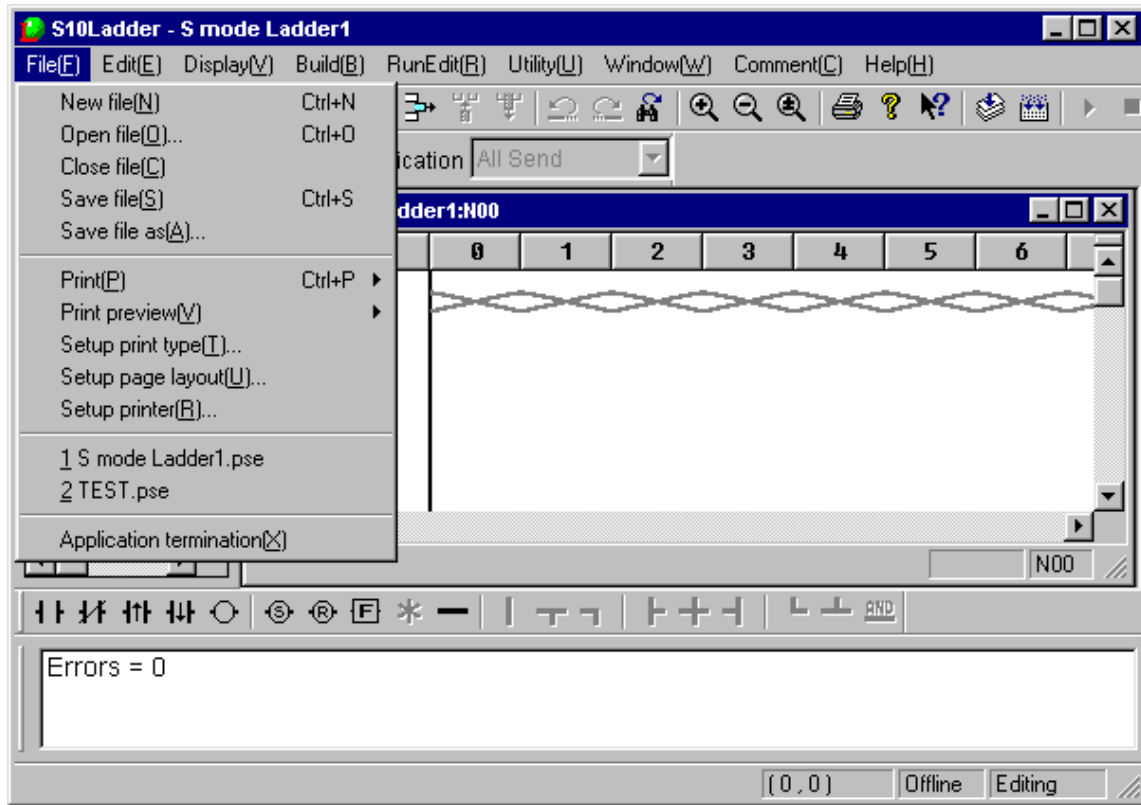 S10Ladder - S mode Ladder1
File(F) Edit(E) Display(V) Build(B) RunEdit(R) Utility(U) Window(W) Comment(C) Help(H)
New file(N) Ctrl+N
Open file(O)... Ctrl+O
Close file(C)
Save file(S) Ctrl+S
Save file as(A)...
Print(P) Ctrl+P
Print preview(V)
Setup print type(T)...
Setup page layout(U)...
Setup printer(R)...
1 S mode Ladder1.pse
2 TEST.pse
Application termination(X)
ication All Send
adder1:N00
0 1 2 3 4 5 6
N00
S R F AND
Errors = 0
(0,0) Offline Editing